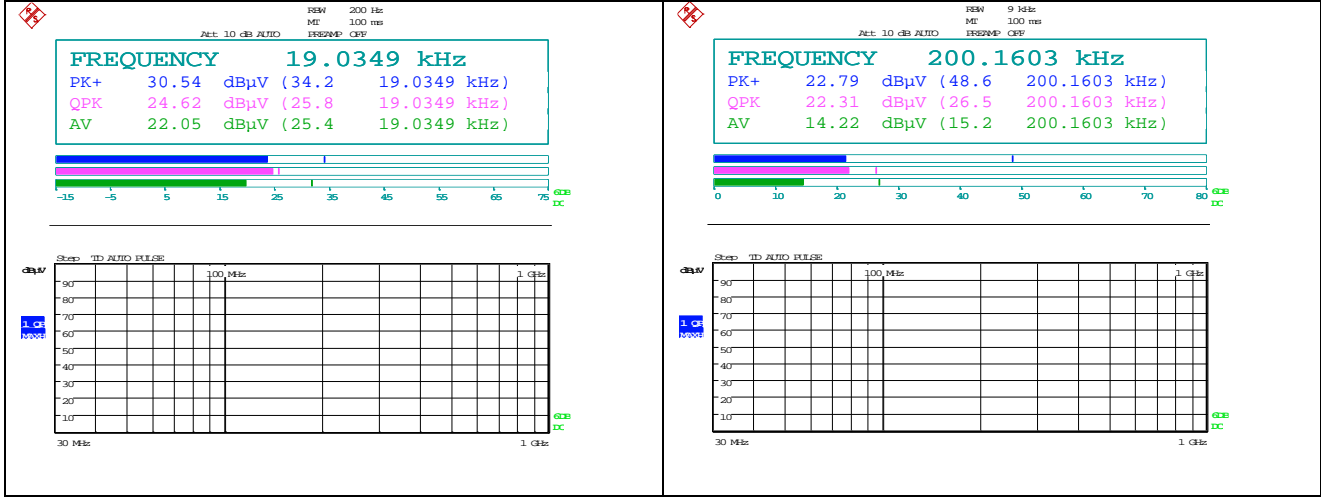 RBW 200 Hz
MT 100 ms
Att 10 dB AUTO PREAMP OFF
FREQUENCY 19.0349 kHz
PK+ 30.54 dBµV (34.2 19.0349 kHz)
QPK 24.62 dBµV (25.8 19.0349 kHz)
AV 22.05 dBµV (25.4 19.0349 kHz)
-15 -5 5 15 25 35 45 55 65 75
6DB
DC
Step TD AUTO PULSE
dBµV
100 MHz 1 GHz
90
80
70
1 QP
MAXH
60
50
40
30
20
10
6DB
DC
30 MHz 1 GHz
RBW 9 kHz
MT 100 ms
Att 10 dB AUTO PREAMP OFF
FREQUENCY 200.1603 kHz
PK+ 22.79 dBµV (48.6 200.1603 kHz)
QPK 22.31 dBµV (26.5 200.1603 kHz)
AV 14.22 dBµV (15.2 200.1603 kHz)
0 10 20 30 40 50 60 70 80
6DB
DC
Step TD AUTO PULSE
dBµV
100 MHz 1 GHz
90
80
70
1 QP
MAXH
60
50
40
30
20
10
6DB
DC
30 MHz 1 GHz